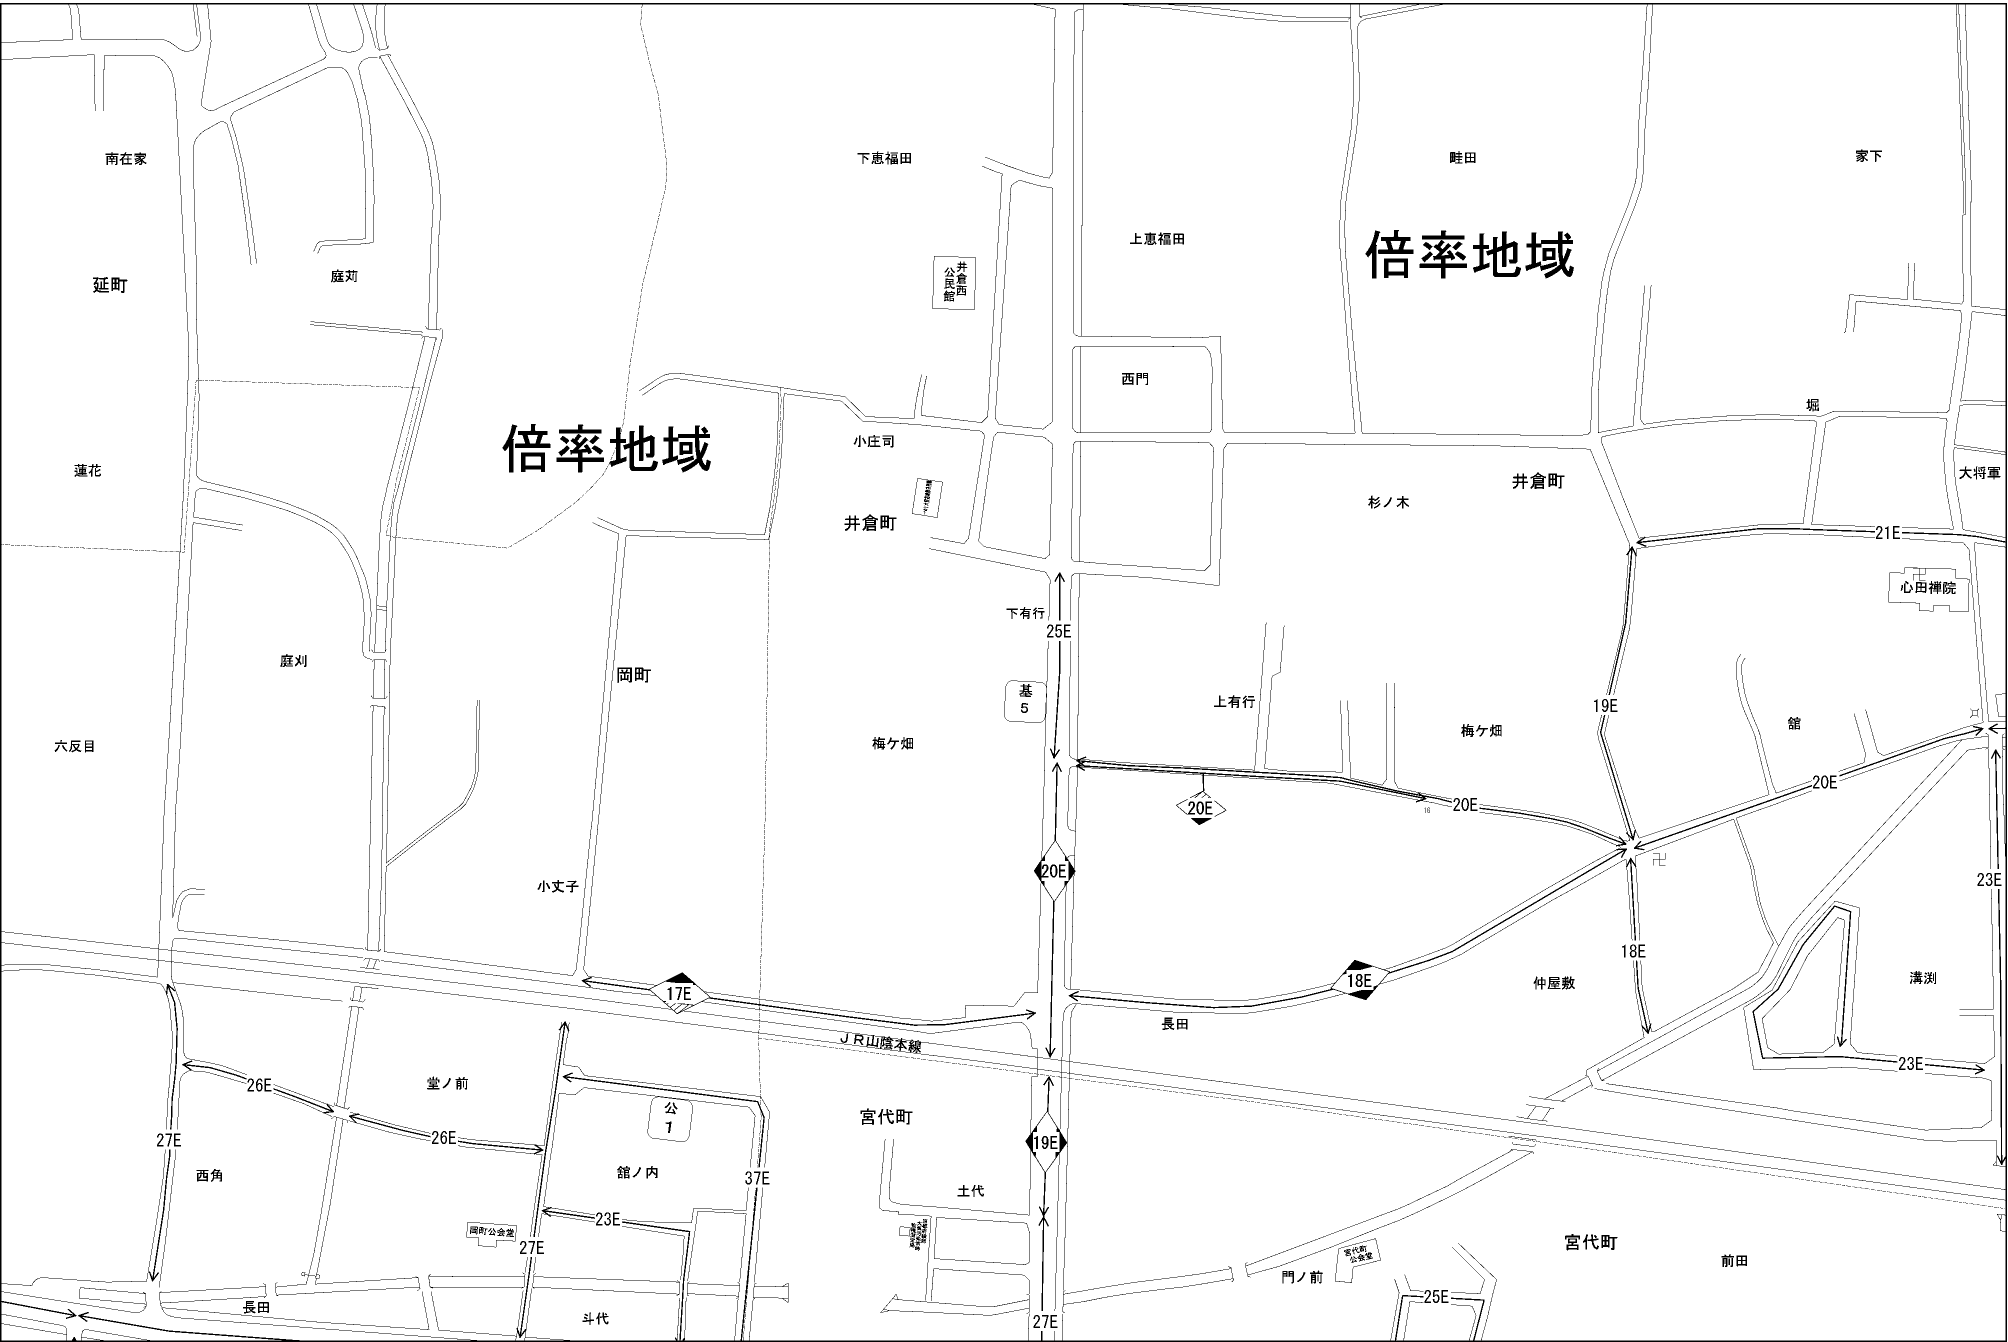 南在家
下恵福田
畦田
家下
上恵福田
倍率地域
延町
庭苅
井倉西
公民館
西門
堀
倍率地域
小庄司
蓮花
大将軍
井倉町
杉ノ木
井倉町
21E
心田禅院
下有行
25E
庭刈
岡町
基
5
上有行
19E
舘
六反目
梅ケ畑
梅ケ畑
20E
20E
20E
16
20E
23E
小丈子
18E
17E
18E
仲屋敷
溝渕
長田
JR山陰本線
23E
26E
堂ノ前
公
1
宮代町
26E
27E
19E
西角
舘ノ内
37E
土代
23E
岡町公会堂
27E
宮代町
公会堂
宮代町
前田
門ノ前
25E
長田
斗代
27E